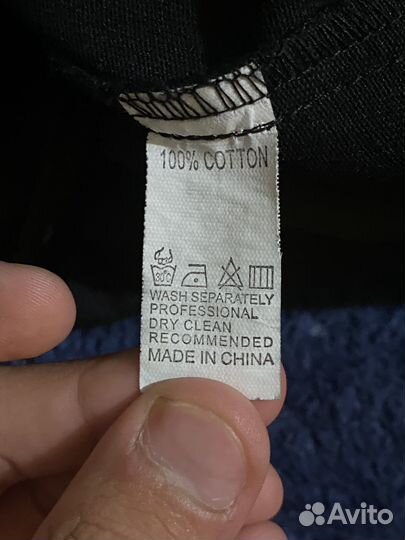 100% COTTON
30°C
WASH SEPARATELY
PROFESSIONAL
DRY CLEAN
RECOMMENDED
MADE IN CHINA
Avito